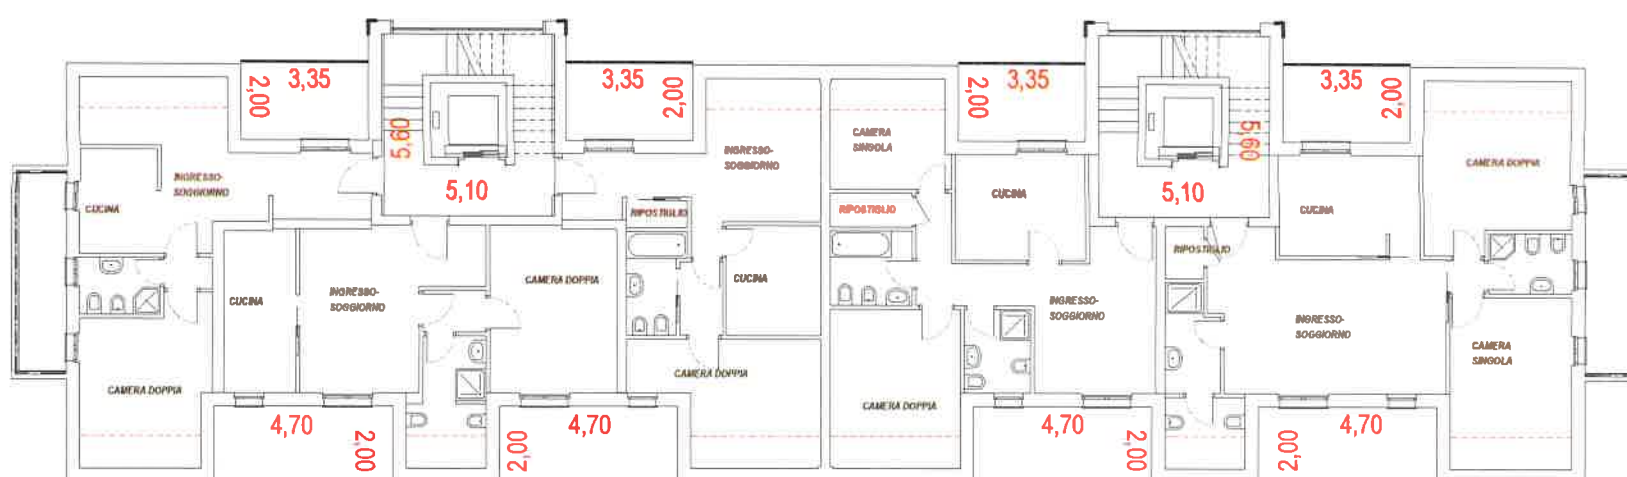 3,35
2,00
5,60
5,10
3,35
2,00
3,35
2,00
5,60
5,10
3,35
2,00
INGRESSO-
SOGGIORNO
CUCINA
INGRESSO-
SOGGIORNO
RIPOSTIGLIO
CAMERA
SINGOLA
RIPOSTIGLIO
CUCINA
CUCINA
CAMERA DOPPIA
RIPOSTIGLIO
CUCINA
INGRESSO-
SOGGIORNO
CAMERA DOPPIA
CUCINA
INGRESSO-
SOGGIORNO
INGRESSO-
SOGGIORNO
CAMERA
SINGOLA
CAMERA DOPPIA
CAMERA DOPPIA
CAMERA DOPPIA
4,70
2,00
2,00
4,70
4,70
2,00
2,00
4,70